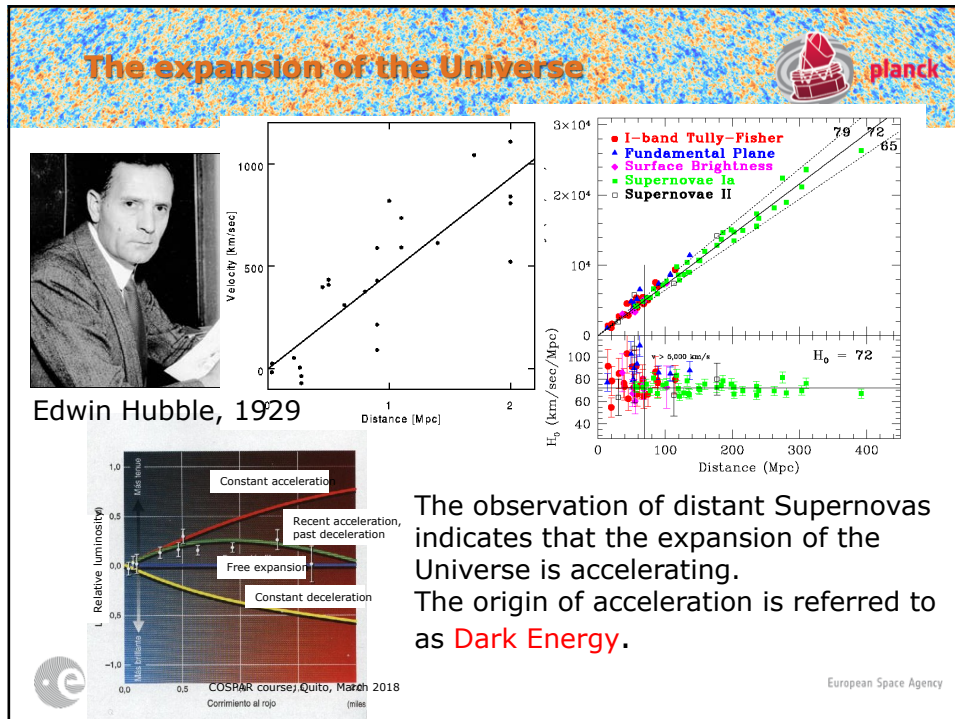 The expansion of the Universe
planck
1000
500
0
Velocity [km/sec]
0
1
2
Distance [Mpc]
3×10⁴
2×10⁴
10⁴
0
I-band Tully-Fisher
Fundamental Plane
Surface Brightness
Supernovae Ia
Supernovae II
79
72
65
v > 5,000 km/s
H₀ = 72
100
80
60
40
H₀ (km/sec/Mpc)
0
100
200
300
400
Distance (Mpc)
Edwin Hubble, 1929
1,0
0,5
0,0
0,5
–1,0
Relative luminosity
Más tenue
Más brillante
Constant acceleration
Recent acceleration,
past deceleration
Free expansion
Constant deceleration
0,0
0,5
Corrimiento al rojo
(miles
The observation of distant Supernovas
indicates that the expansion of the
Universe is accelerating.
The origin of acceleration is referred to
as Dark Energy.
esa
COSPAR course, Quito, March 2018
European Space Agency